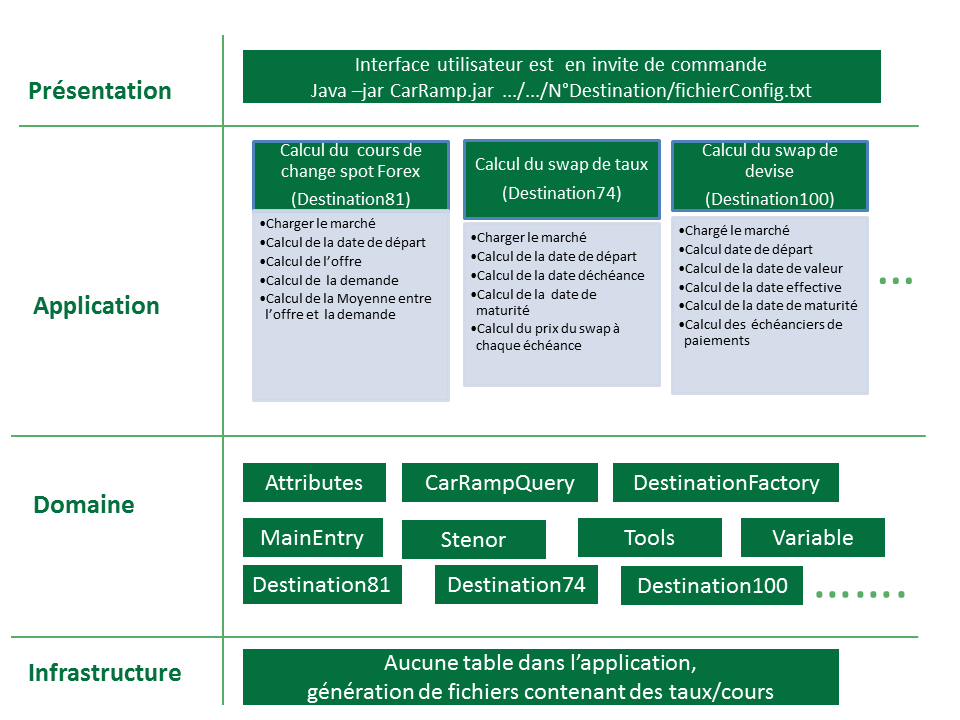 Présentation
Interface utilisateur est en invite de commande
Java –jar CarRamp.jar .../.../N°Destination/fichierConfig.txt
Application
Calcul du cours de
change spot Forex
(Destination81)
•Charger le marché
•Calcul de la date de départ
•Calcul de l’offre
•Calcul de la demande
•Calcul de la Moyenne entre
l’offre et la demande
Calcul du swap de taux
(Destination74)
•Charger le marché
•Calcul de la date de départ
•Calcul de la date déchéance
•Calcul de la date de
maturité
•Calcul du prix du swap à
chaque échéance
Calcul du swap de
devise
(Destination100)
•Chargé le marché
•Calcul date de départ
•Calcul de la date de valeur
•Calcul de la date effective
•Calcul de la date de maturité
•Calcul des échéanciers de
paiements
...
Domaine
Attributes
CarRampQuery
DestinationFactory
MainEntry
Stenor
Tools
Variable
Destination81
Destination74
Destination100
.......
Infrastructure
Aucune table dans l’application,
génération de fichiers contenant des taux/cours